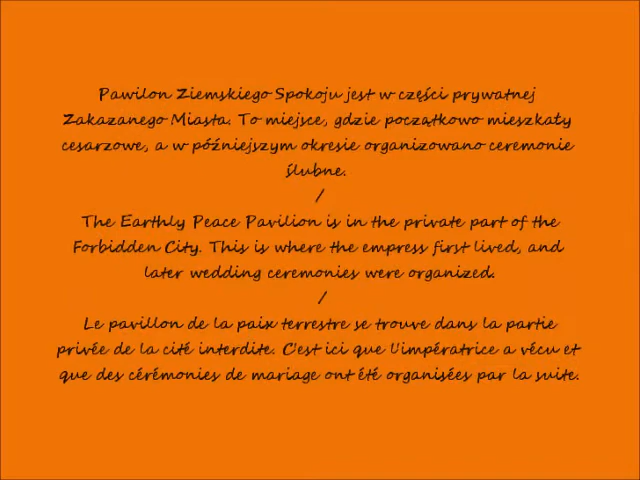 Pawilon Ziemskiego Spokoju jest w części prywatnej
Zakazanego Miasta. To miejsce, gdzie początkowo mieszkały
cesarzowe, a w późniejszym okresie organizowano ceremonie
ślubne.
/
The Earthly Peace Pavilion is in the private part of the
Forbidden City. This is where the empress first lived, and
later wedding ceremonies were organized.
/
Le pavillon de la paix terrestre se trouve dans la partie
privée de la cité interdite. C'est ici que l'impératrice a vécu et
que des cérémonies de mariage ont été organisées par la suite.